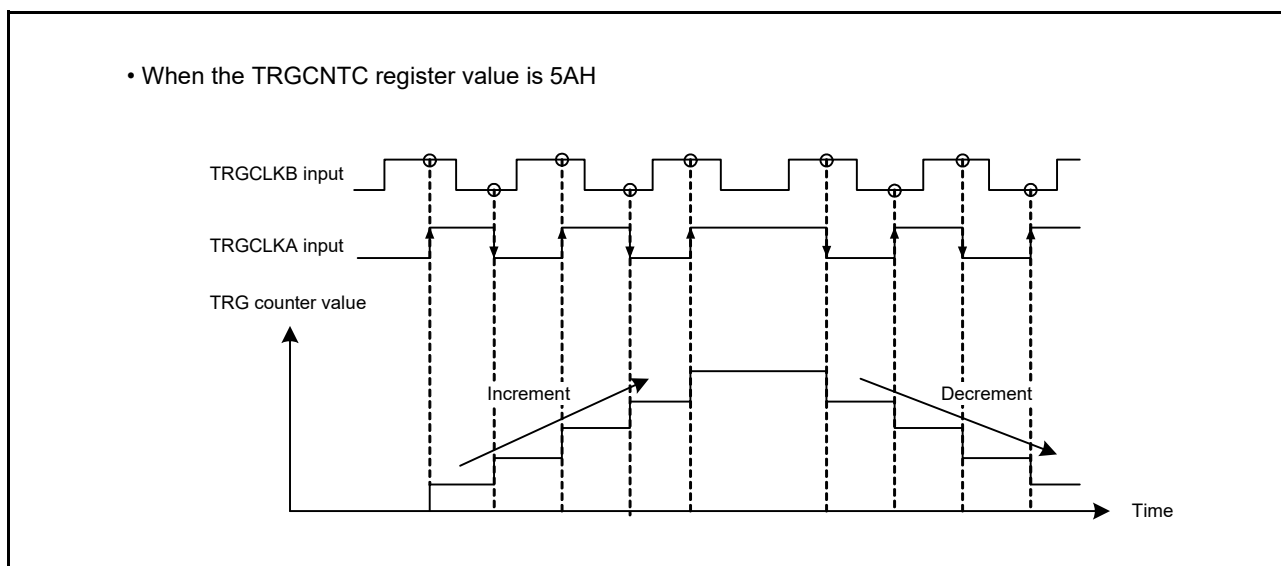 • When the TRGCNTC register value is 5AH
TRGCLKB input
TRGCLKA input
TRG counter value
Increment
Decrement
Time